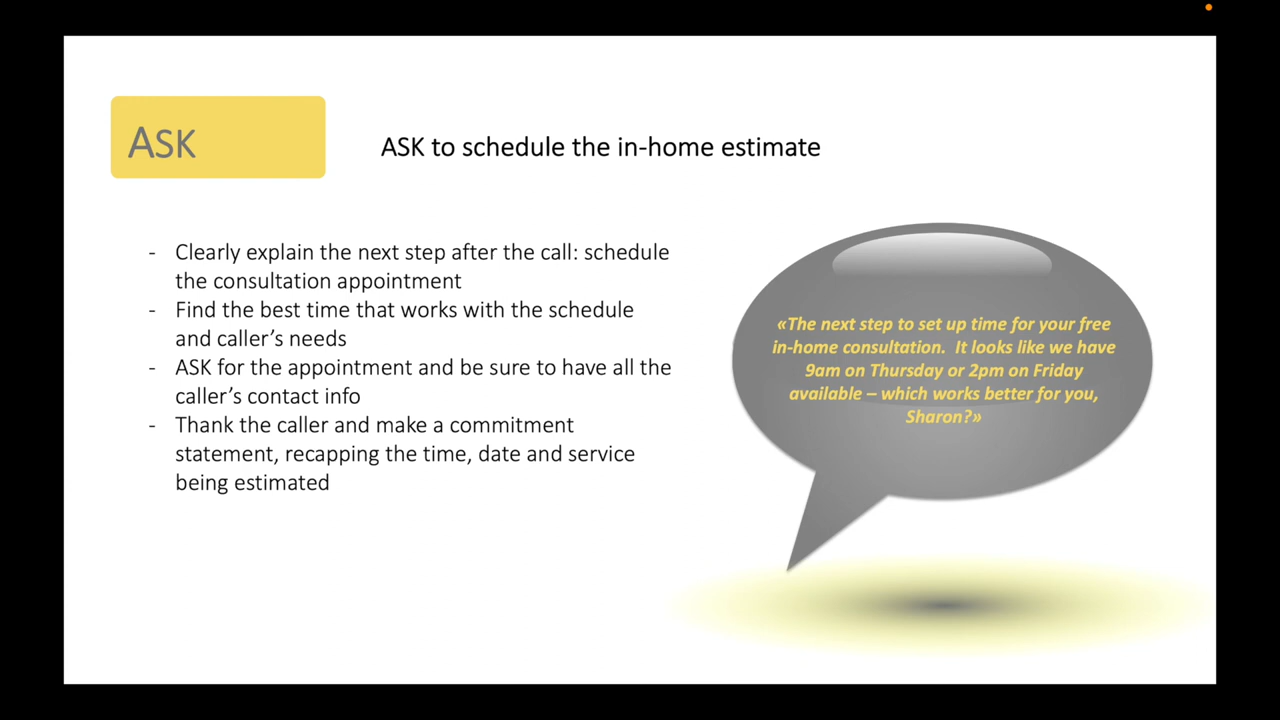 ASK
ASK to schedule the in-home estimate
- Clearly explain the next step after the call: schedule
the consultation appointment
- Find the best time that works with the schedule
and caller's needs
- ASK for the appointment and be sure to have all the
caller's contact info
- Thank the caller and make a commitment
statement, recapping the time, date and service
being estimated
«The next step to set up time for your free
in-home consultation. It looks like we have
9am on Thursday or 2pm on Friday
available – which works better for you,
Sharon?»